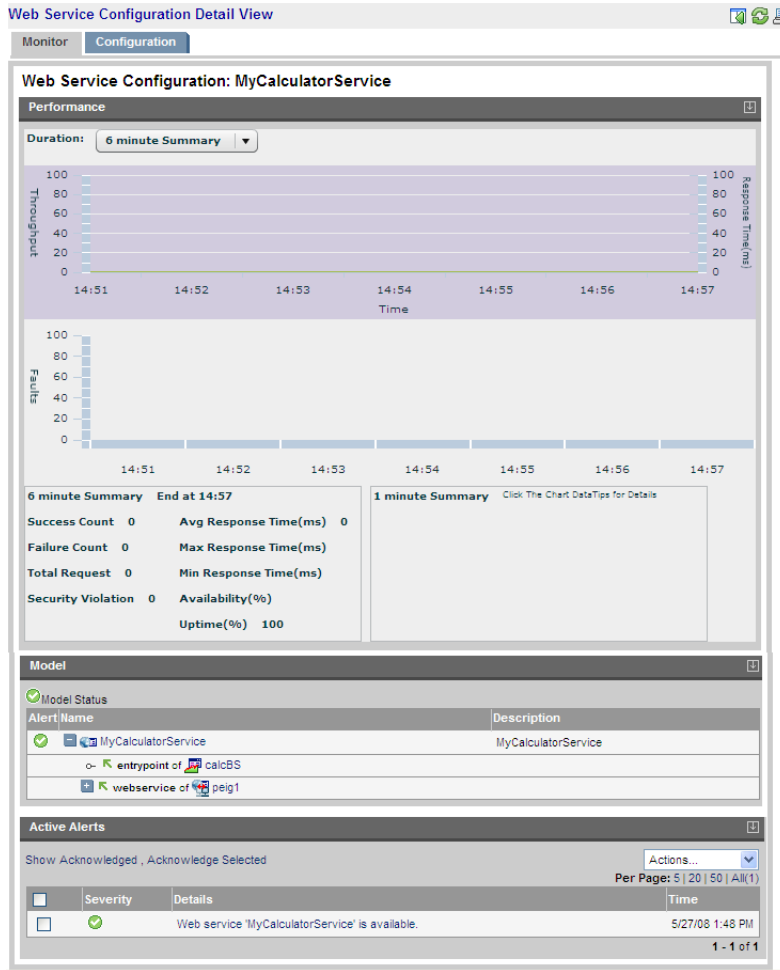 Web Service Configuration Detail View
Monitor Configuration
Web Service Configuration: MyCalculatorService
Performance
Duration: 6 minute Summary
100 100
80 80
60 60
40 40
20 20
0 0
Throughput
Response Time(ms)
14:51 14:52 14:53 14:54 14:55 14:56 14:57
Time
100
80
60
40
20
0
Faults
14:51 14:52 14:53 14:54 14:55 14:56 14:57
6 minute Summary End at 14:57
Success Count 0 Avg Response Time(ms) 0
Failure Count 0 Max Response Time(ms)
Total Request 0 Min Response Time(ms)
Security Violation 0 Availability(%)
Uptime(%) 100
1 minute Summary Click The Chart DataTips for Details
Model
Model Status
Alert Name Description
MyCalculatorService MyCalculatorService
entrypoint of calcBS
webservice of peig1
Active Alerts
Show Acknowledged , Acknowledge Selected Actions...
Per Page: 5 | 20 | 50 | All(1)
Severity Details Time
Web service 'MyCalculatorService' is available. 5/27/08 1:48 PM
1 - 1 of 1